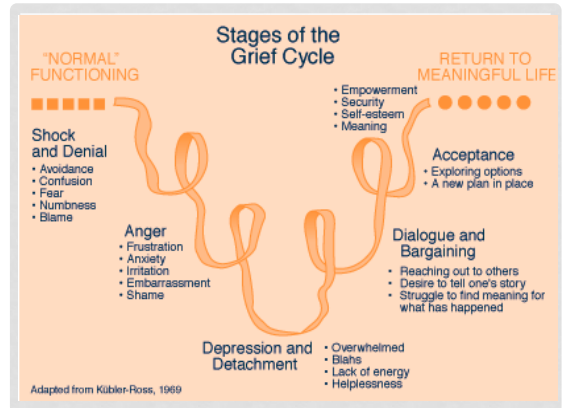 Stages of the
Grief Cycle
"NORMAL"
FUNCTIONING
RETURN TO
MEANINGFUL LIFE
• Empowerment
• Security
• Self-esteem
• Meaning
Shock
and Denial
• Avoidance
• Confusion
• Fear
• Numbness
• Blame
Acceptance
• Exploring options
• A new plan in place
Anger
• Frustration
• Anxiety
• Irritation
• Embarrassment
• Shame
Dialogue and
Bargaining
• Reaching out to others
• Desire to tell one's story
• Struggle to find meaning for
what has happened
Depression and
Detachment
• Overwhelmed
• Blahs
• Lack of energy
• Helplessness
Adapted from Kübler-Ross, 1969